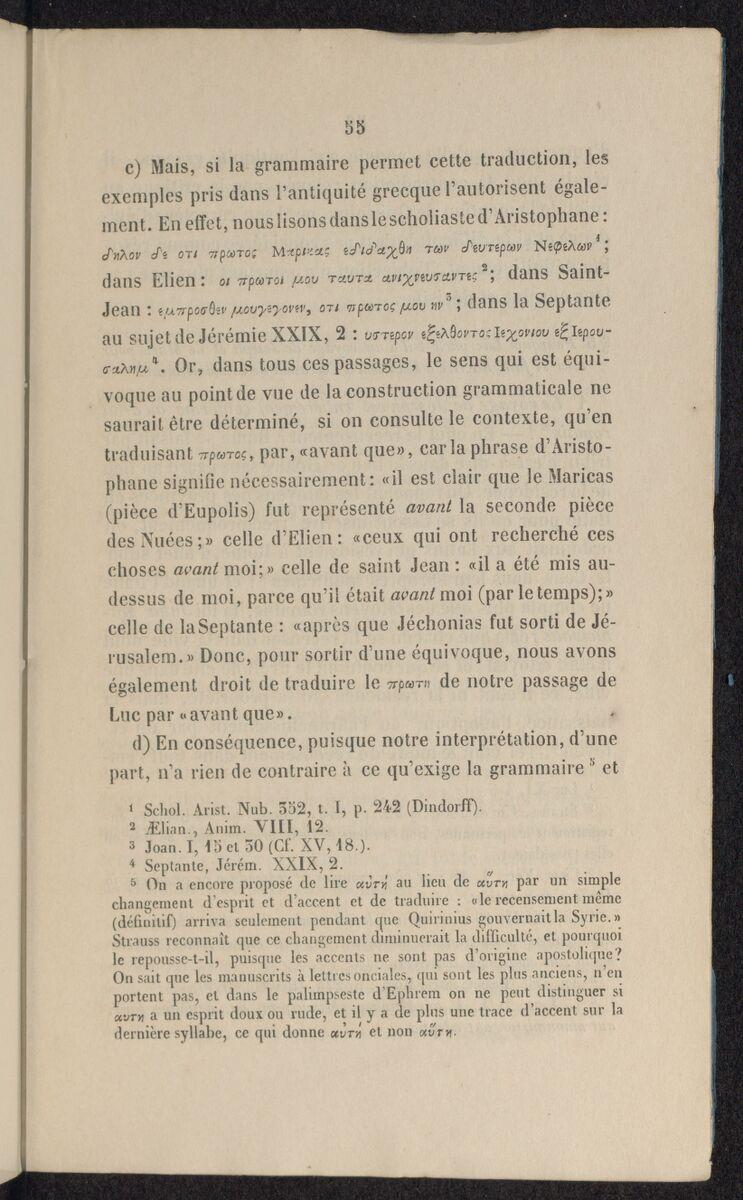 55
c) Mais, si la grammaire permet cette traduction, les
exemples pris dans l'antiquité grecque l'autorisent égale-
ment. En effet, nous lisons dans le scholiaste d'Aristophane :
δηλον δε οτι πρωτος Μαρικας εδιδαχθη των δευτερων Νεφελων¹ ;
dans Elien : οι πρωτοι μου ταυτα ανιχνευσαντες² ; dans Saint-
Jean : εμπροσθεν μου γεγονεν, οτι πρωτος μου ην³ ; dans la Septante
au sujet de Jérémie XXIX, 2 : υστερον εξελθοντος Ιεχονιου εξ Ιερου-
σαλημ⁴. Or, dans tous ces passages, le sens qui est équi-
voque au point de vue de la construction grammaticale ne
saurait être déterminé, si on consulte le contexte, qu'en
traduisant πρωτος, par, «avant que», car la phrase d'Aristo-
phane signifie nécessairement : «il est clair que le Maricas
(pièce d'Eupolis) fut représenté avant la seconde pièce
des Nuées ;» celle d'Elien : «ceux qui ont recherché ces
choses avant moi ;» celle de saint Jean : «il a été mis au-
dessus de moi, parce qu'il était avant moi (par le temps) ;»
celle de la Septante : «après que Jéchonias fut sorti de Jé-
rusalem.» Donc, pour sortir d'une équivoque, nous avons
également droit de traduire le πρωτη de notre passage de
Luc par «avant que».
d) En conséquence, puisque notre interprétation, d'une
part, n'a rien de contraire à ce qu'exige la grammaire⁵ et
¹ Schol. Arist. Nub. 552, t. I, p. 242 (Dindorff).
² Ælian., Anim. VIII, 12.
³ Joan. I, 15 et 30 (Cf. XV, 18.).
⁴ Septante, Jérém. XXIX, 2.
⁵ On a encore proposé de lire αὐτή au lieu de αὕτη par un simple
changement d'esprit et d'accent et de traduire : «le recensement même
(définitif) arriva seulement pendant que Quirinius gouvernait la Syrie.»
Strauss reconnaît que ce changement diminuerait la difficulté, et pourquoi
le repousse-t-il, puisque les accents ne sont pas d'origine apostolique?
On sait que les manuscrits à lettres onciales, qui sont les plus anciens, n'en
portent pas, et dans le palimpseste d'Ephrem on ne peut distinguer si
αυτη a un esprit doux ou rude, et il y a de plus une trace d'accent sur la
dernière syllabe, ce qui donne αὐτή et non αὕτη.